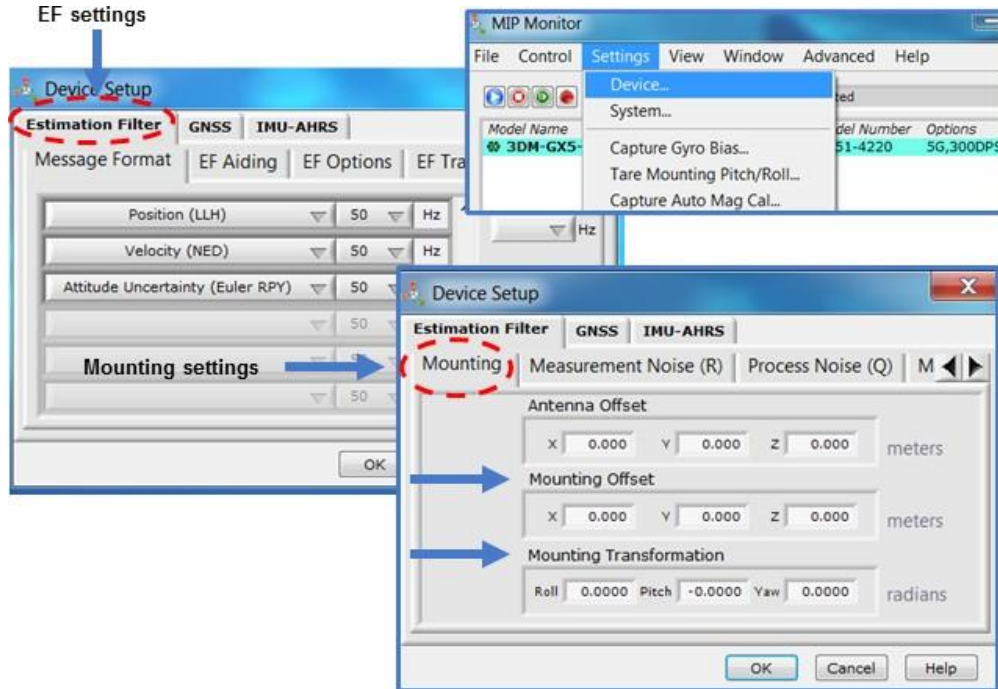 EF settings
MIP Monitor
File Control Settings View Window Advanced Help
Device...
System...
Capture Gyro Bias...
Tare Mounting Pitch/Roll...
Capture Auto Mag Cal...
Model Name Options
3DM-GX5- 51-4220 5G,300DPS
Device Setup
Estimation Filter GNSS IMU-AHRS
Message Format EF Aiding EF Options EF Tra
Position (LLH) 50 Hz
Hz
Velocity (NED) 50 Hz
Attitude Uncertainty (Euler RPY) 50
50
Mounting settings
50
OK
Device Setup
X
Estimation Filter GNSS IMU-AHRS
Mounting Measurement Noise (R) Process Noise (Q) M
Antenna Offset
X 0.000 Y 0.000 Z 0.000 meters
Mounting Offset
X 0.000 Y 0.000 Z 0.000 meters
Mounting Transformation
Roll 0.0000 Pitch -0.0000 Yaw 0.0000 radians
OK Cancel Help